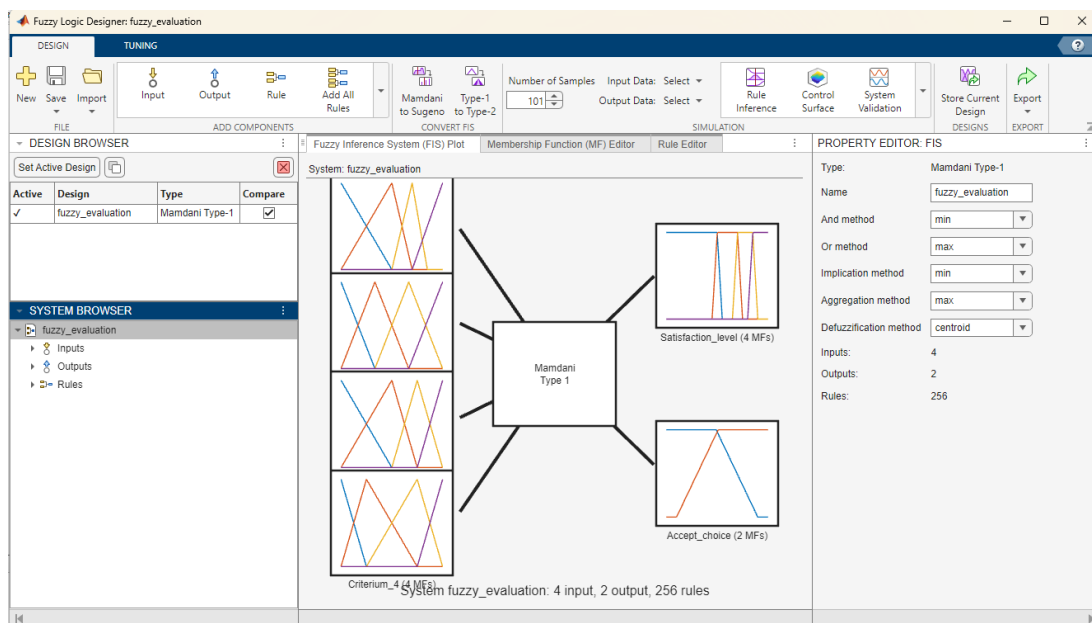 Fuzzy Logic Designer: fuzzy_evaluation
DESIGN TUNING
New Save Import
Input Output Rule Add All Rules
Mamdani to Sugeno Type-1 to Type-2
Number of Samples 101
Input Data: Select
Output Data: Select
Rule Inference Control Surface System Validation
Store Current Design Export
FILE ADD COMPONENTS CONVERT FIS SIMULATION DESIGNS EXPORT
DESIGN BROWSER
Set Active Design
Active Design Type Compare
fuzzy_evaluation Mamdani Type-1
SYSTEM BROWSER
fuzzy_evaluation
Inputs
Outputs
Rules
Fuzzy Inference System (FIS) Plot Membership Function (MF) Editor Rule Editor
System: fuzzy_evaluation
Mamdani
Type 1
Satisfaction_level (4 MFs)
Accept_choice (2 MFs)
Criterium_4 (4 MFs)
System fuzzy_evaluation: 4 input, 2 output, 256 rules
PROPERTY EDITOR: FIS
Type: Mamdani Type-1
Name fuzzy_evaluation
And method min
Or method max
Implication method min
Aggregation method max
Defuzzification method centroid
Inputs: 4
Outputs: 2
Rules: 256